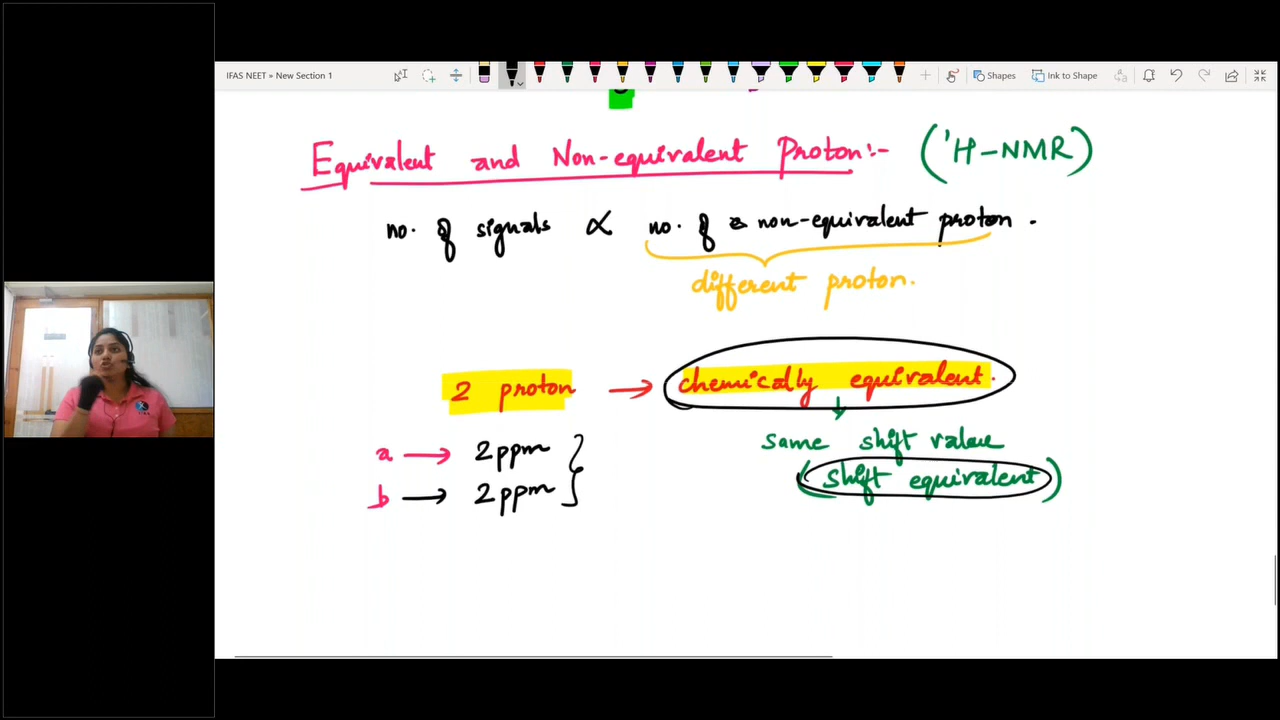 IFAS NEET » New Section 1
Shapes
Ink to Shape
Equivalent and Non-equivalent Proton:- ('H-NMR)
no. of signals ∝ no. of non-equivalent proton.
different proton.
2 proton → chemically equivalent.
a → 2ppm
same shift value
b → 2ppm
(shift equivalent)